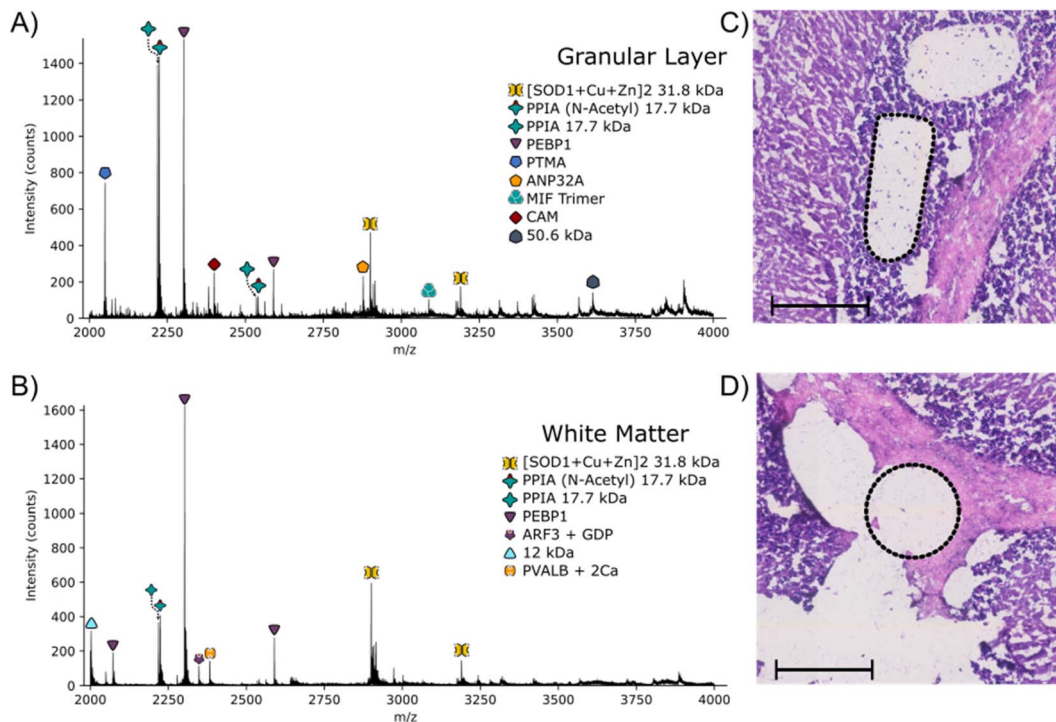 A)
Granular Layer
[SOD1+Cu+Zn]2 31.8 kDa
PPIA (N-Acetyl) 17.7 kDa
PPIA 17.7 kDa
PEBP1
PTMA
ANP32A
MIF Trimer
CAM
50.6 kDa
Intensity (counts)
1400
1200
1000
800
600
400
200
0
2000 2250 2500 2750 3000 3250 3500 3750 4000
m/z
C)
B)
White Matter
[SOD1+Cu+Zn]2 31.8 kDa
PPIA (N-Acetyl) 17.7 kDa
PPIA 17.7 kDa
PEBP1
ARF3 + GDP
12 kDa
PVALB + 2Ca
Intensity (counts)
1600
1400
1200
1000
800
600
400
200
0
2000 2250 2500 2750 3000 3250 3500 3750 4000
m/z
D)